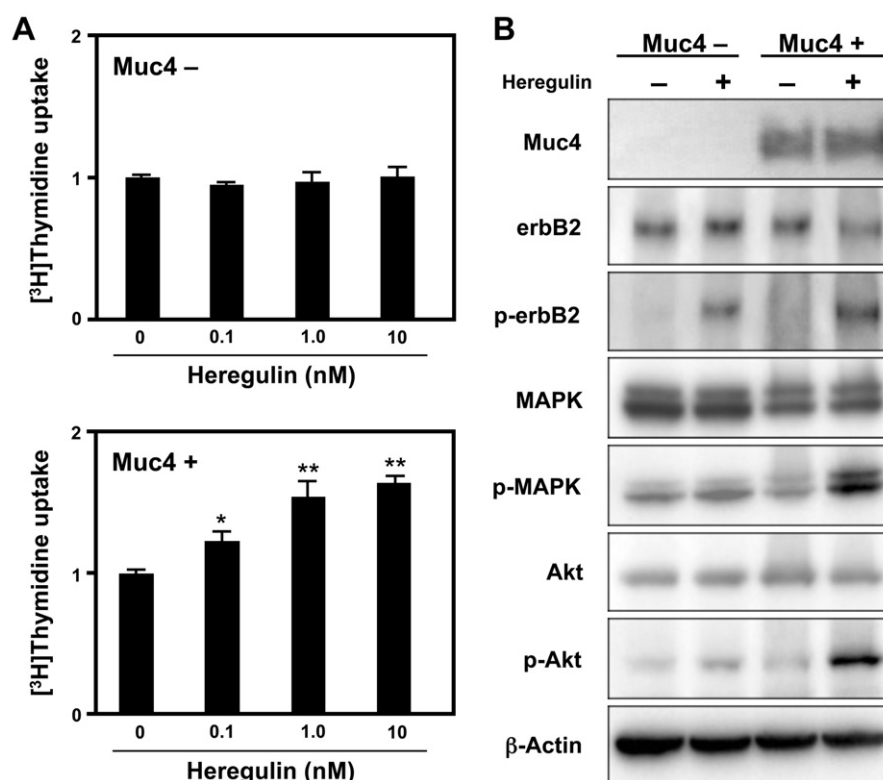 A
[³H]Thymidine uptake
2
1
0
Muc4 –
0 0.1 1.0 10
Heregulin (nM)
[³H]Thymidine uptake
2
1
0
Muc4 +
*
**
**
0 0.1 1.0 10
Heregulin (nM)
B
Muc4 – Muc4 +
Heregulin – + – +
Muc4
erbB2
p-erbB2
MAPK
p-MAPK
Akt
p-Akt
β-Actin